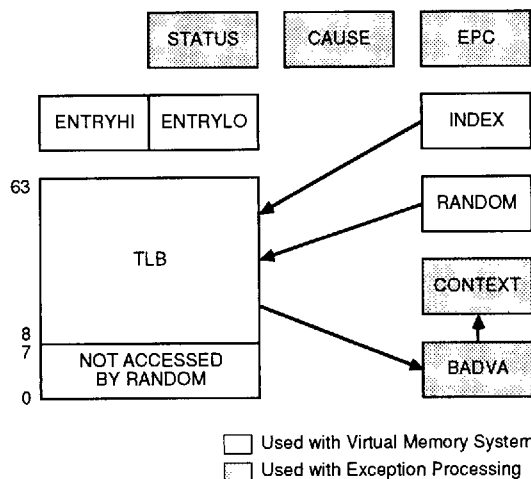 STATUS
CAUSE
EPC
ENTRYHI
ENTRYLO
INDEX
63
RANDOM
TLB
CONTEXT
8
7
NOT ACCESSED
BY RANDOM
BADVA
0
Used with Virtual Memory System
Used with Exception Processing